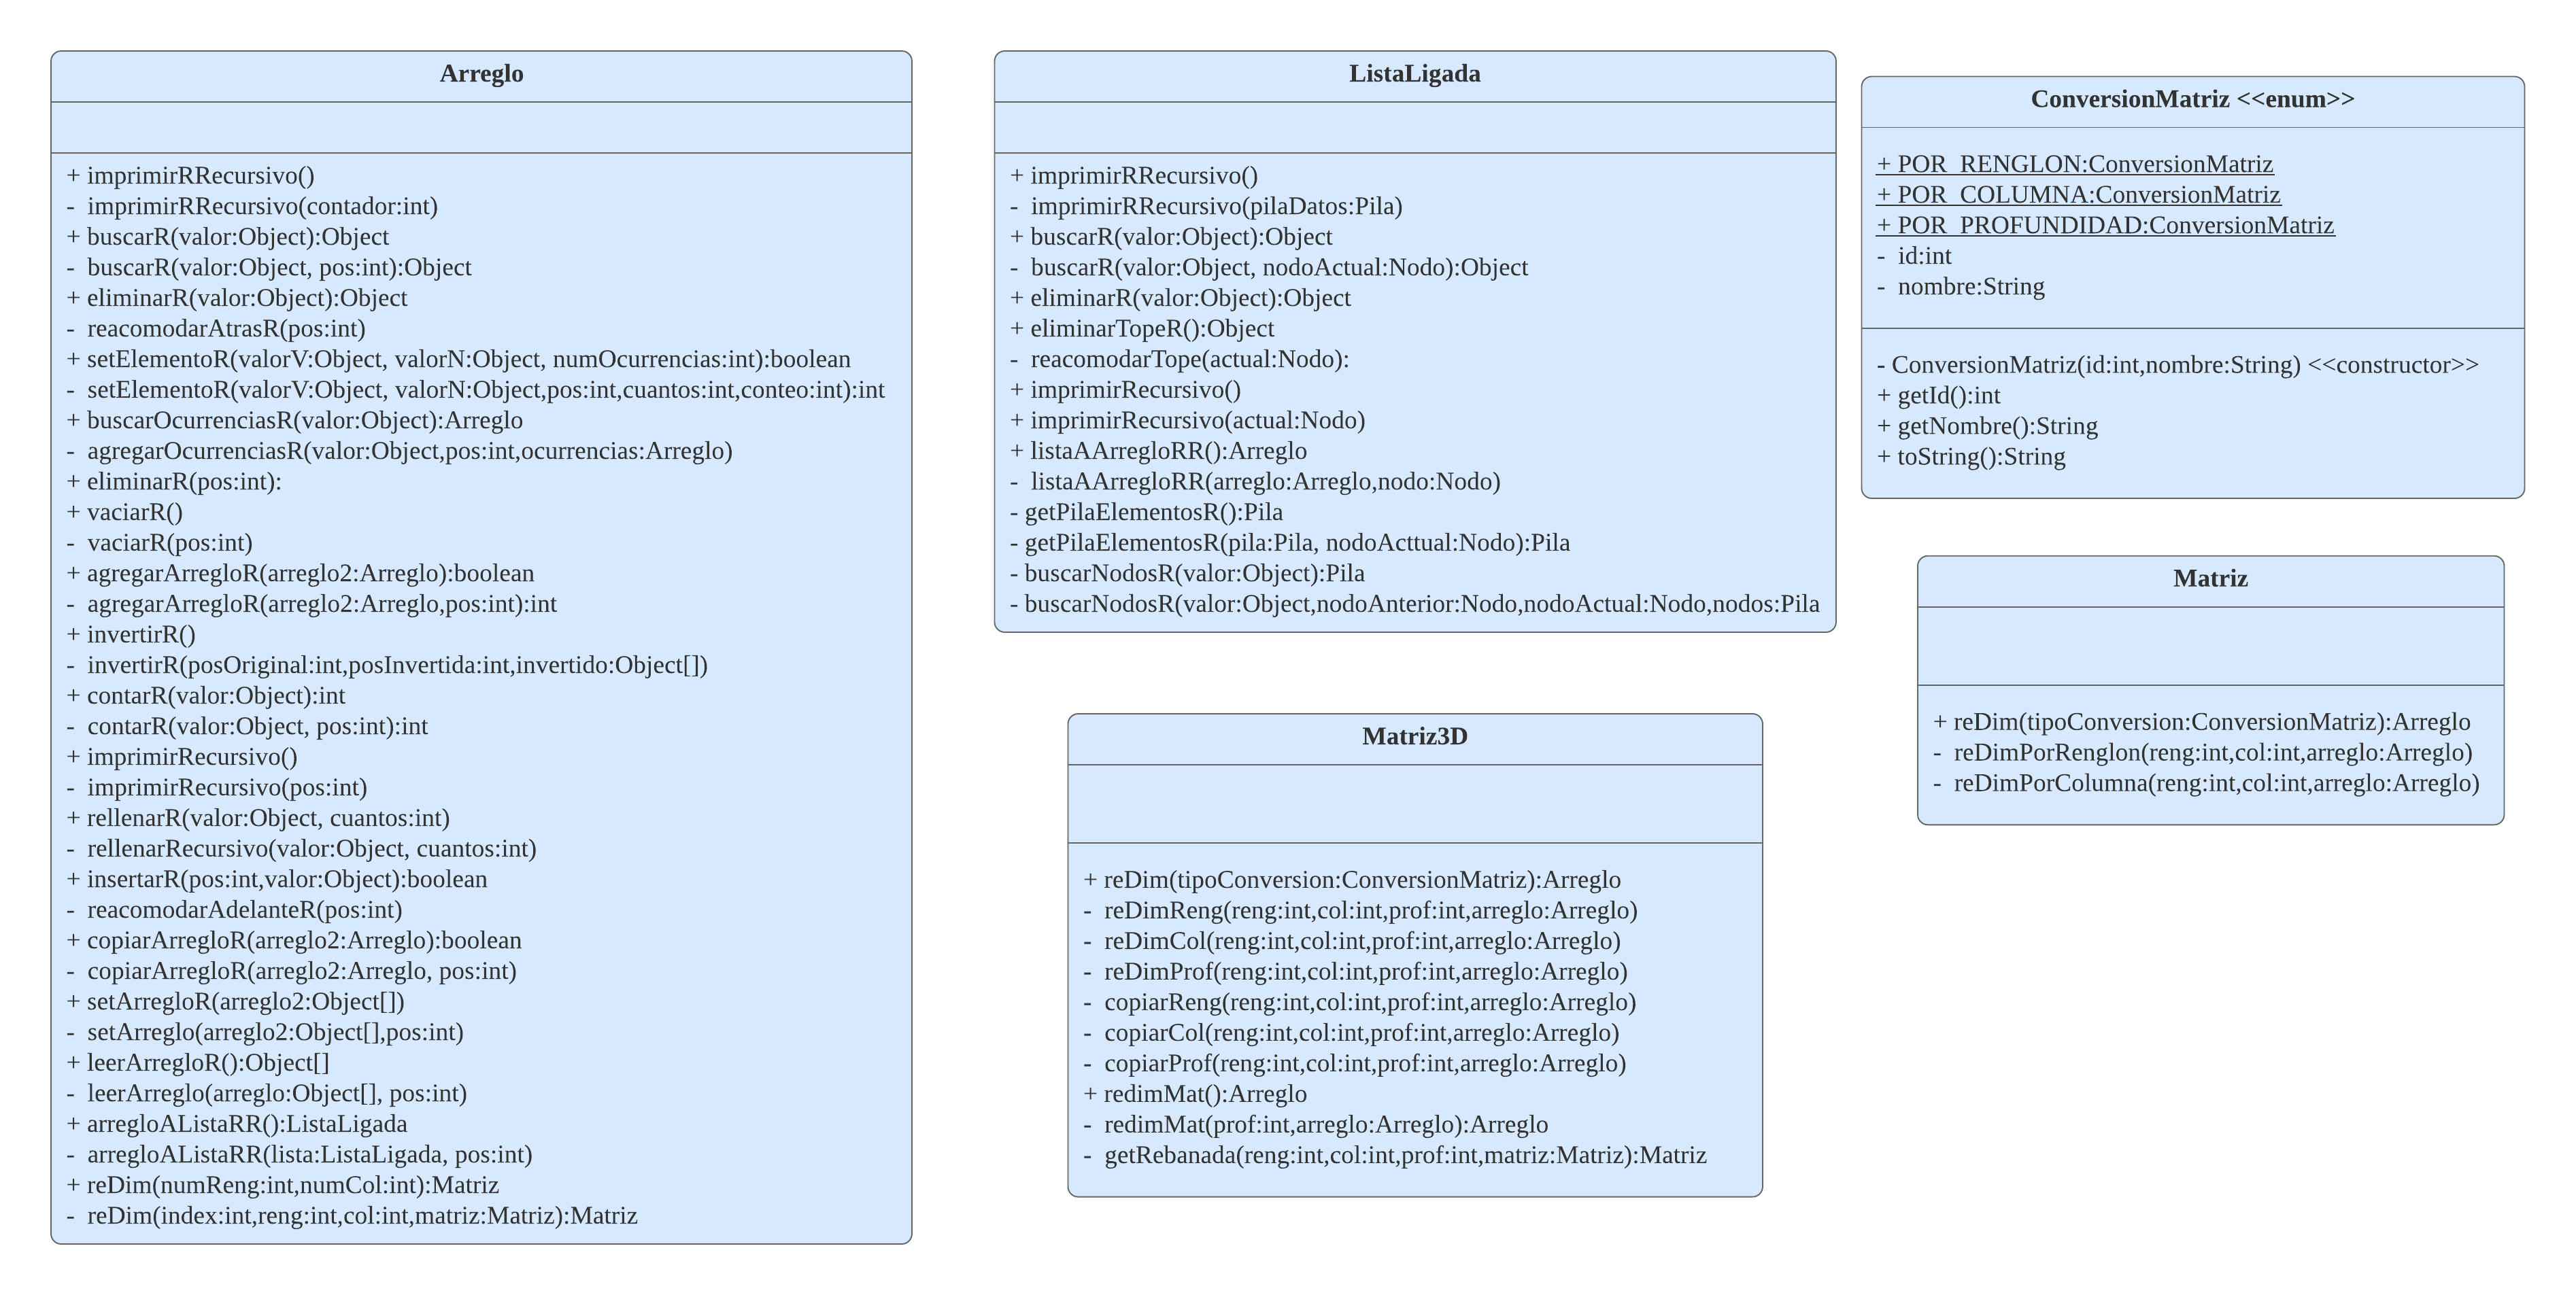 Arreglo
+ imprimirRRecursivo()
- imprimirRRecursivo(contador:int)
+ buscarR(valor:Object):Object
- buscarR(valor:Object, pos:int):Object
+ eliminarR(valor:Object):Object
- reacomodarAtrasR(pos:int)
+ setElementoR(valorV:Object, valorN:Object, numOcurrencias:int):boolean
- setElementoR(valorV:Object, valorN:Object,pos:int,cuantos:int,conteo:int):int
+ buscarOcurrenciasR(valor:Object):Arreglo
- agregarOcurrenciasR(valor:Object,pos:int,ocurrencias:Arreglo)
+ eliminarR(pos:int):
+ vaciarR()
- vaciarR(pos:int)
+ agregarArregloR(arreglo2:Arreglo):boolean
- agregarArregloR(arreglo2:Arreglo,pos:int):int
+ invertirR()
- invertirR(posOriginal:int,posInvertida:int,invertido:Object[])
+ contarR(valor:Object):int
- contarR(valor:Object, pos:int):int
+ imprimirRecursivo()
- imprimirRecursivo(pos:int)
+ rellenarR(valor:Object, cuantos:int)
- rellenarRecursivo(valor:Object, cuantos:int)
+ insertarR(pos:int,valor:Object):boolean
- reacomodarAdelanteR(pos:int)
+ copiarArregloR(arreglo2:Arreglo):boolean
- copiarArregloR(arreglo2:Arreglo, pos:int)
+ setArregloR(arreglo2:Object[])
- setArreglo(arreglo2:Object[],pos:int)
+ leerArregloR():Object[]
- leerArreglo(arreglo:Object[], pos:int)
+ arregloAListaRR():ListaLigada
- arregloAListaRR(lista:ListaLigada, pos:int)
+ reDim(numReng:int,numCol:int):Matriz
- reDim(index:int,reng:int,col:int,matriz:Matriz):Matriz
ListaLigada
+ imprimirRRecursivo()
- imprimirRRecursivo(pilaDatos:Pila)
+ buscarR(valor:Object):Object
- buscarR(valor:Object, nodoActual:Nodo):Object
+ eliminarR(valor:Object):Object
+ eliminarTopeR():Object
- reacomodarTope(actual:Nodo):
+ imprimirRecursivo()
+ imprimirRecursivo(actual:Nodo)
+ listaAArregloRR():Arreglo
- listaAArregloRR(arreglo:Arreglo,nodo:Nodo)
- getPilaElementosR():Pila
- getPilaElementosR(pila:Pila, nodoActtual:Nodo):Pila
- buscarNodosR(valor:Object):Pila
- buscarNodosR(valor:Object,nodoAnterior:Nodo,nodoActual:Nodo,nodos:Pila
Matriz3D
+ reDim(tipoConversion:ConversionMatriz):Arreglo
- reDimReng(reng:int,col:int,prof:int,arreglo:Arreglo)
- reDimCol(reng:int,col:int,prof:int,arreglo:Arreglo)
- reDimProf(reng:int,col:int,prof:int,arreglo:Arreglo)
- copiarReng(reng:int,col:int,prof:int,arreglo:Arreglo)
- copiarCol(reng:int,col:int,prof:int,arreglo:Arreglo)
- copiarProf(reng:int,col:int,prof:int,arreglo:Arreglo)
+ redimMat():Arreglo
- redimMat(prof:int,arreglo:Arreglo):Arreglo
- getRebanada(reng:int,col:int,prof:int,matriz:Matriz):Matriz
ConversionMatriz <<enum>>
+ POR_RENGLON:ConversionMatriz
+ POR_COLUMNA:ConversionMatriz
+ POR_PROFUNDIDAD:ConversionMatriz
- id:int
- nombre:String
- ConversionMatriz(id:int,nombre:String) <<constructor>>
+ getId():int
+ getNombre():String
+ toString():String
Matriz
+ reDim(tipoConversion:ConversionMatriz):Arreglo
- reDimPorRenglon(reng:int,col:int,arreglo:Arreglo)
- reDimPorColumna(reng:int,col:int,arreglo:Arreglo)